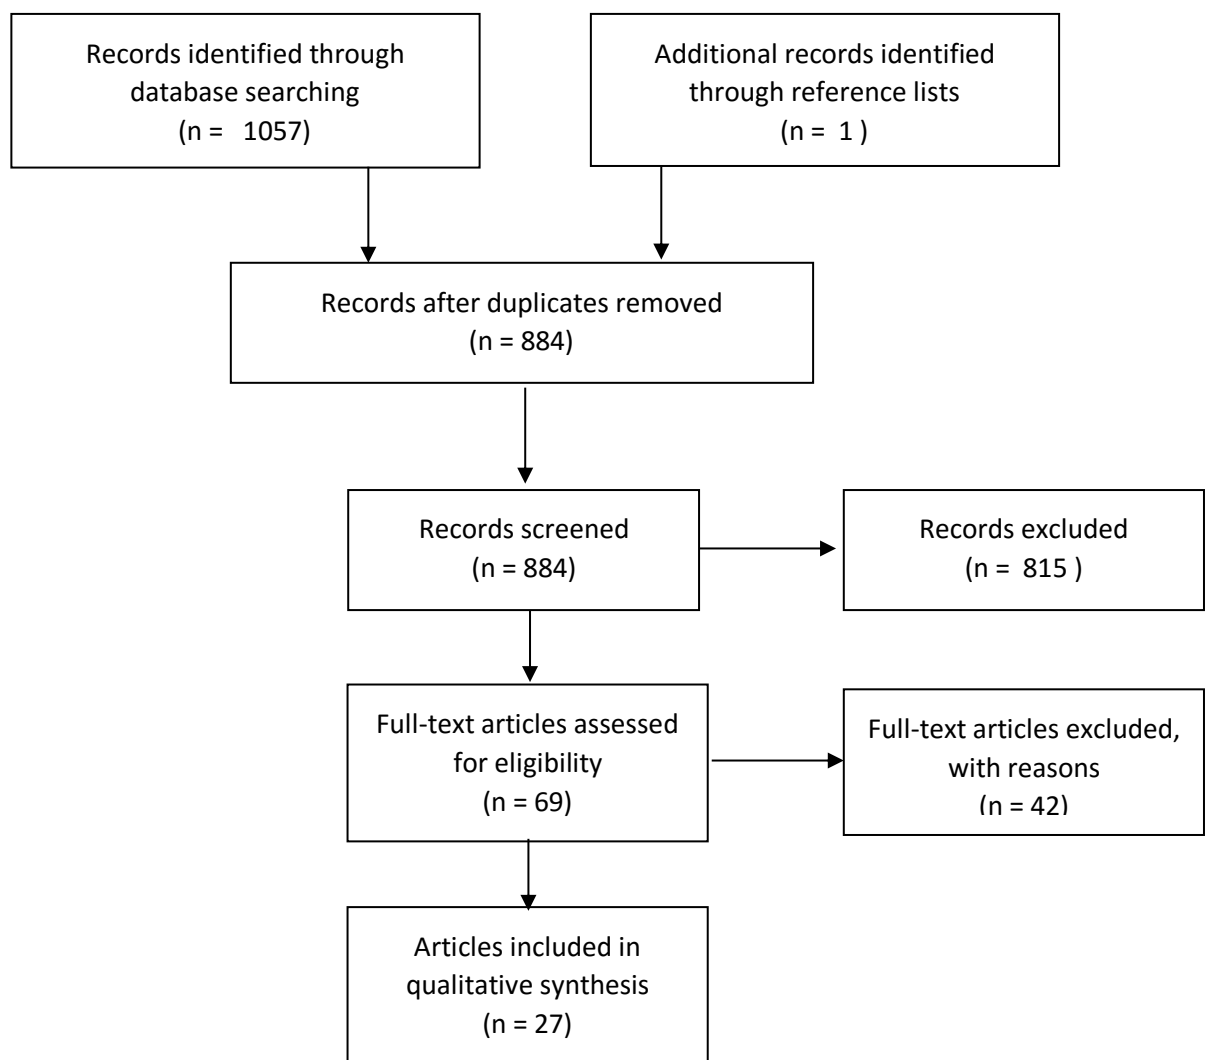 Records identified through
database searching
(n =   1057)
Additional records identified
through reference lists
(n =  1 )
Records after duplicates removed
(n = 884)
Records screened
(n = 884)
Records excluded
(n =  815 )
Full-text articles assessed
for eligibility
(n = 69)
Full-text articles excluded,
with reasons
(n = 42)
Articles included in
qualitative synthesis
(n = 27)